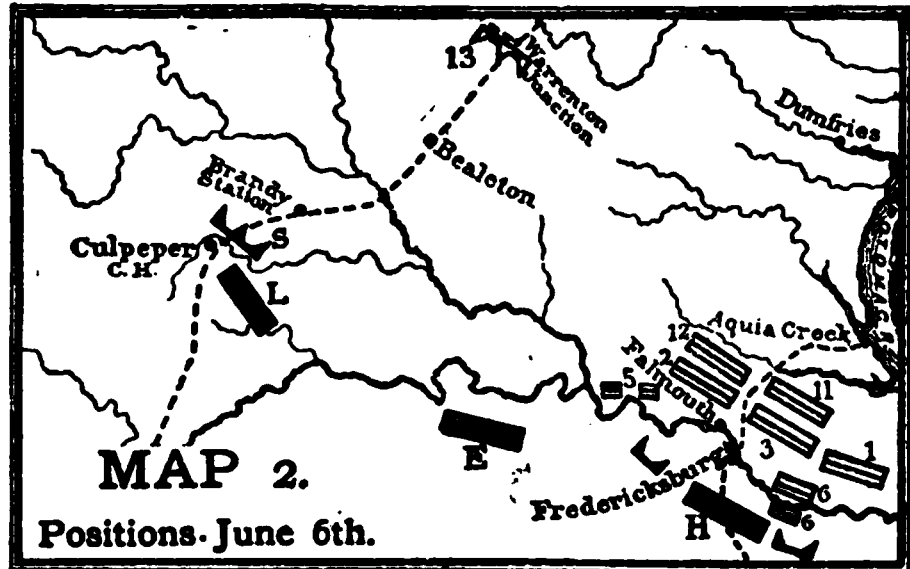 13
Warrenton
Junction
Dumfries
Bealeton
Brandy
Station
S
Culpeper
C. H.
L
POTOMAC R.
Aquia Creek
12
2
Falmouth
5
11
3
1
E
6
6
Fredericksburg
H
MAP 2.
Positions. June 6th.